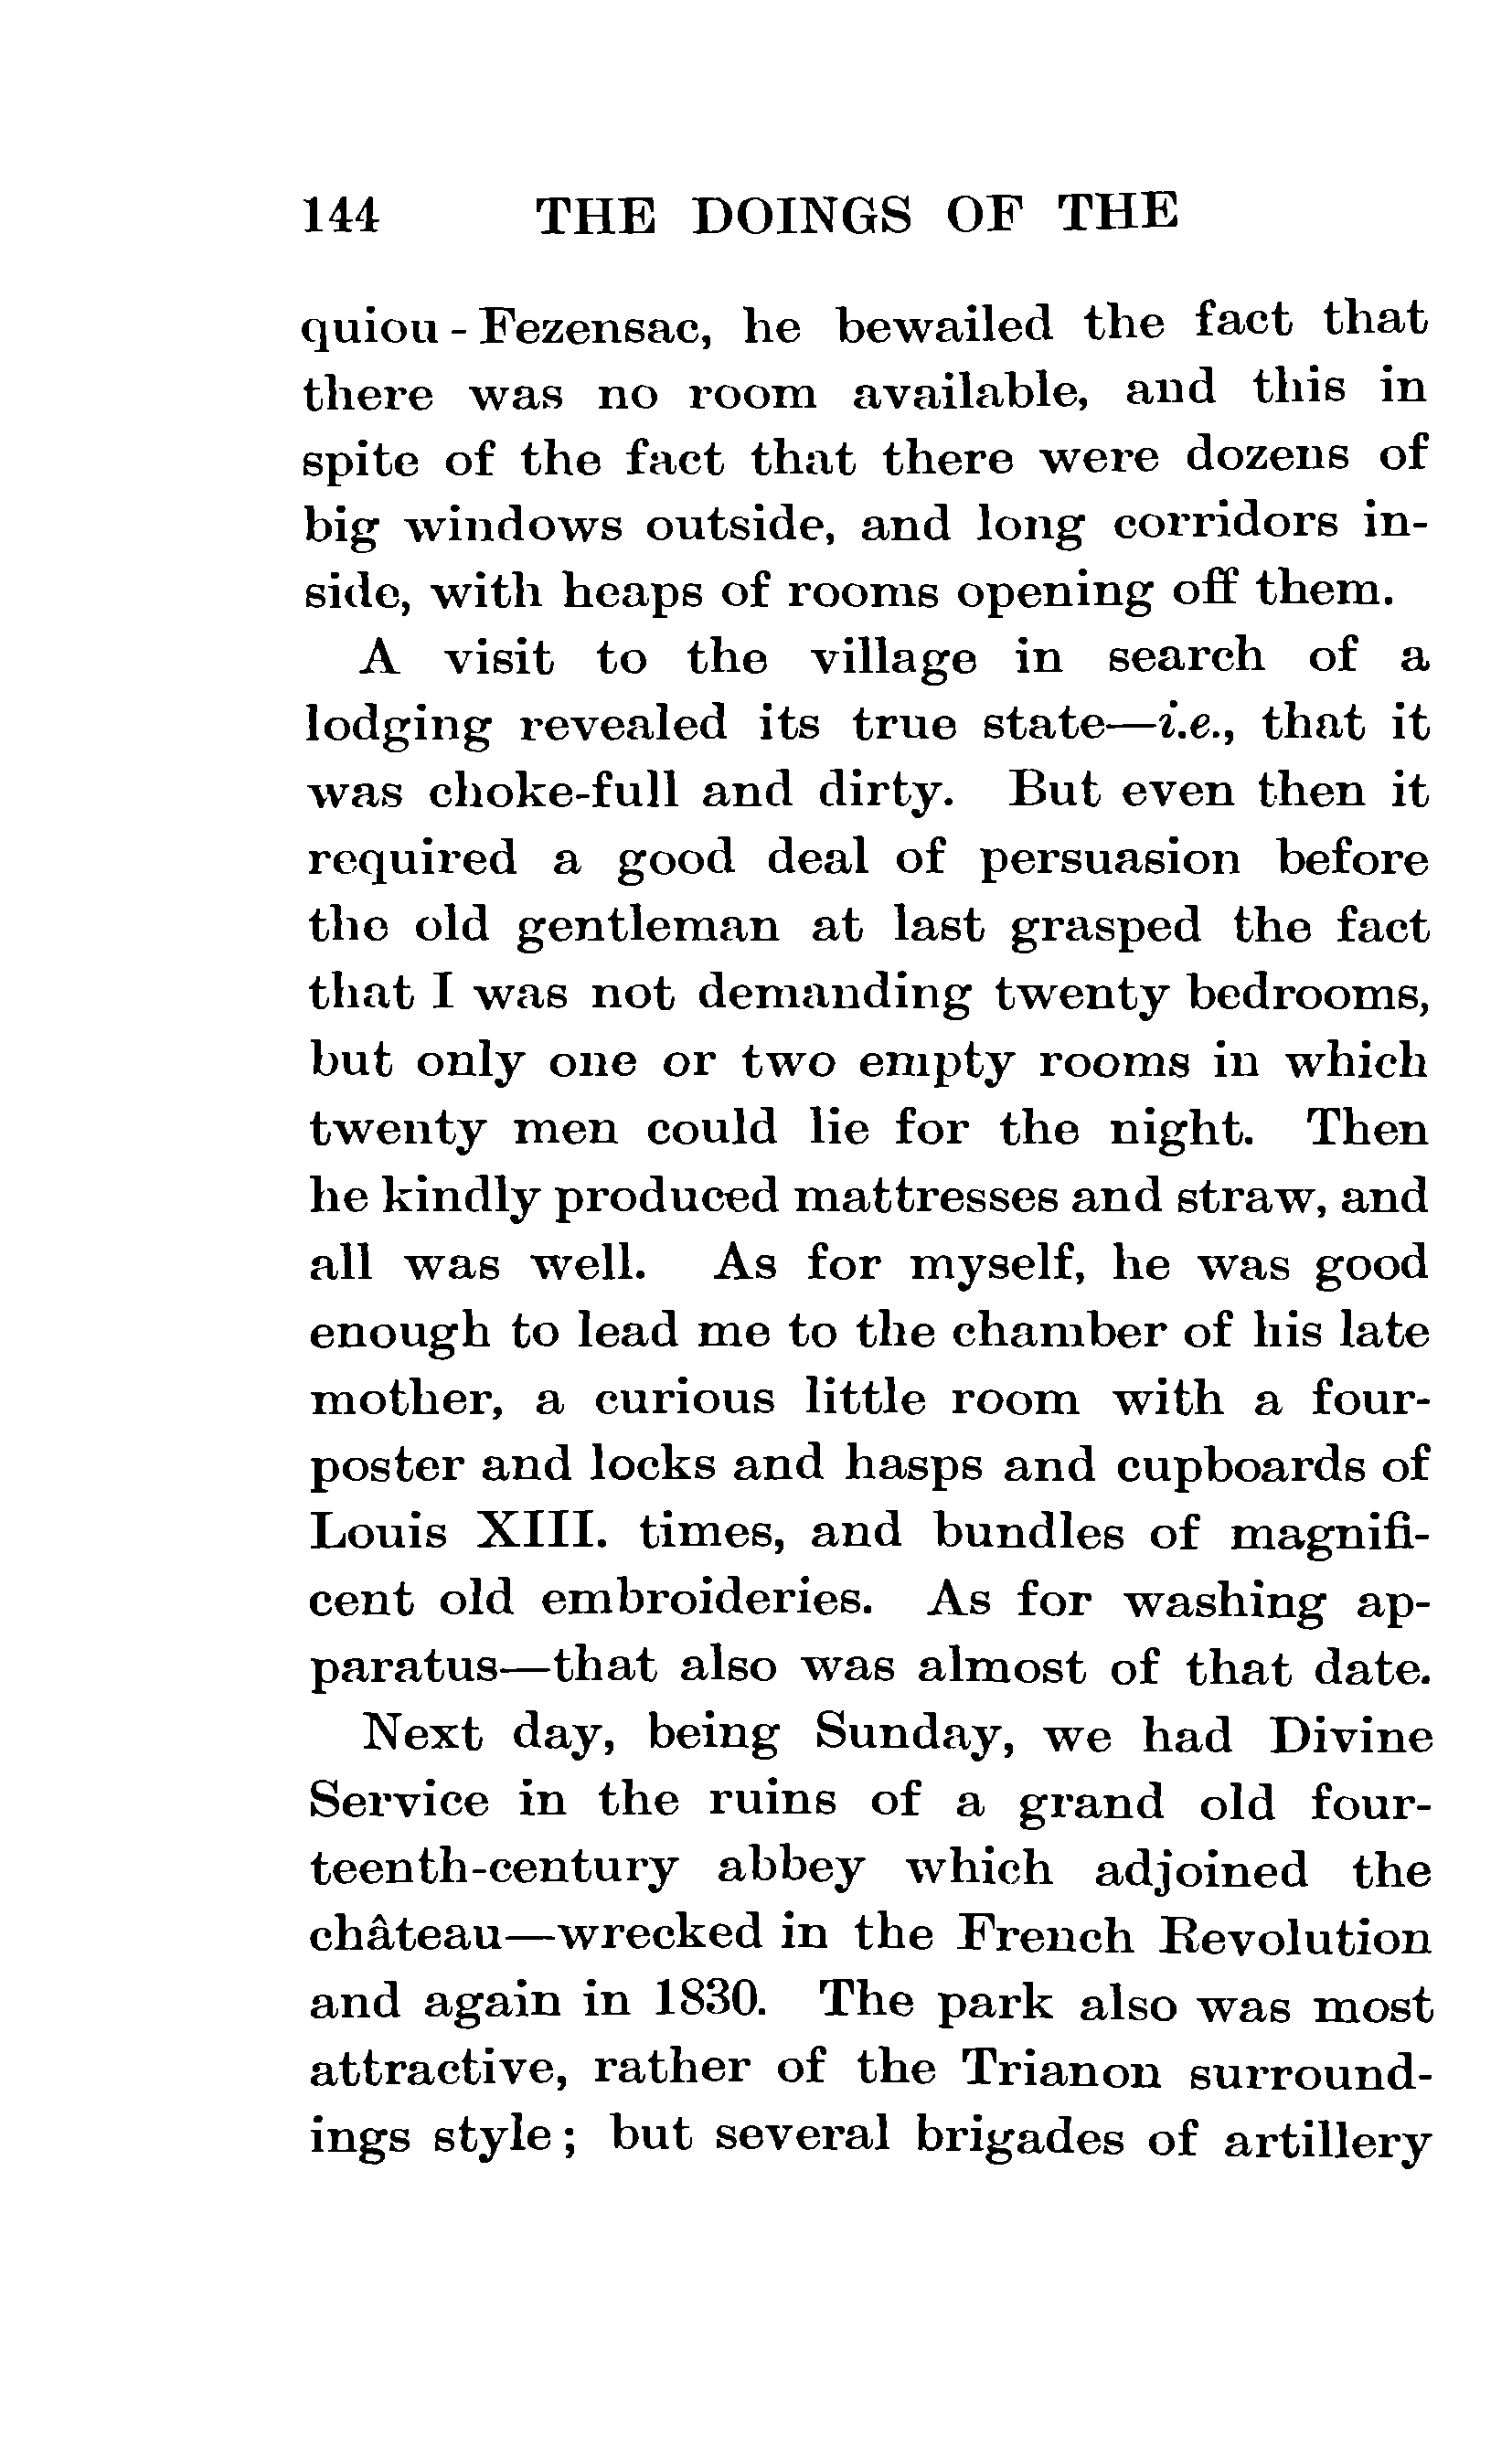 144 THE DOINGS OF THE
quiou-Fezensac, he bewailed the fact that
there was no room available, and this in
spite of the fact that there were dozens of
big windows outside, and long corridors in-
side, with heaps of rooms opening off them.
A visit to the village in search of a
lodging revealed its true state—i.e., that it
was choke-full and dirty. But even then it
required a good deal of persuasion before
the old gentleman at last grasped the fact
that I was not demanding twenty bedrooms,
but only one or two empty rooms in which
twenty men could lie for the night. Then
he kindly produced mattresses and straw, and
all was well. As for myself, he was good
enough to lead me to the chamber of his late
mother, a curious little room with a four-
poster and locks and hasps and cupboards of
Louis XIII. times, and bundles of magnifi-
cent old embroideries. As for washing ap-
paratus—that also was almost of that date.
Next day, being Sunday, we had Divine
Service in the ruins of a grand old four-
teenth-century abbey which adjoined the
château—wrecked in the French Revolution
and again in 1830. The park also was most
attractive, rather of the Trianon surround-
ings style; but several brigades of artillery